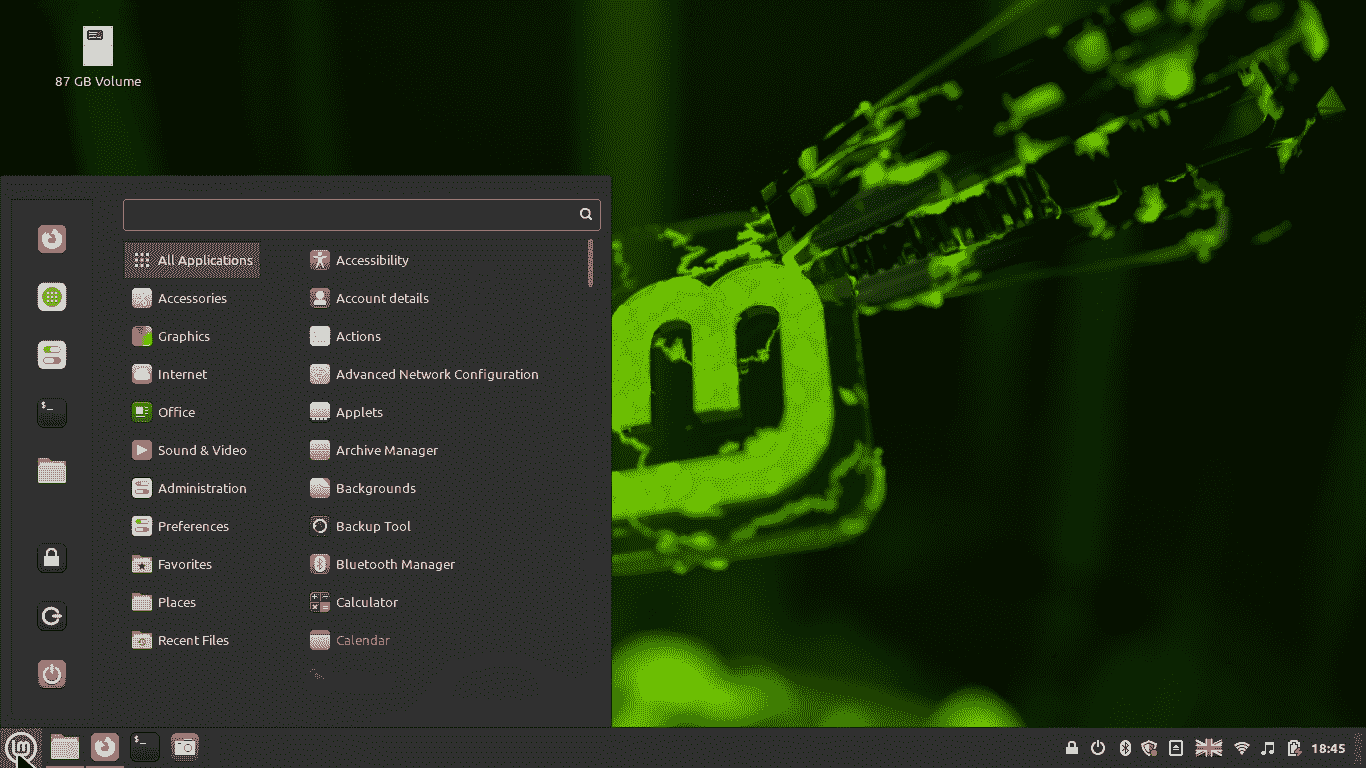 87 GB Volume
All Applications
Accessories
Graphics
Internet
Office
Sound & Video
Administration
Preferences
Favorites
Places
Recent Files
Accessibility
Account details
Actions
Advanced Network Configuration
Applets
Archive Manager
Backgrounds
Backup Tool
Bluetooth Manager
Calculator
Calendar
18:45